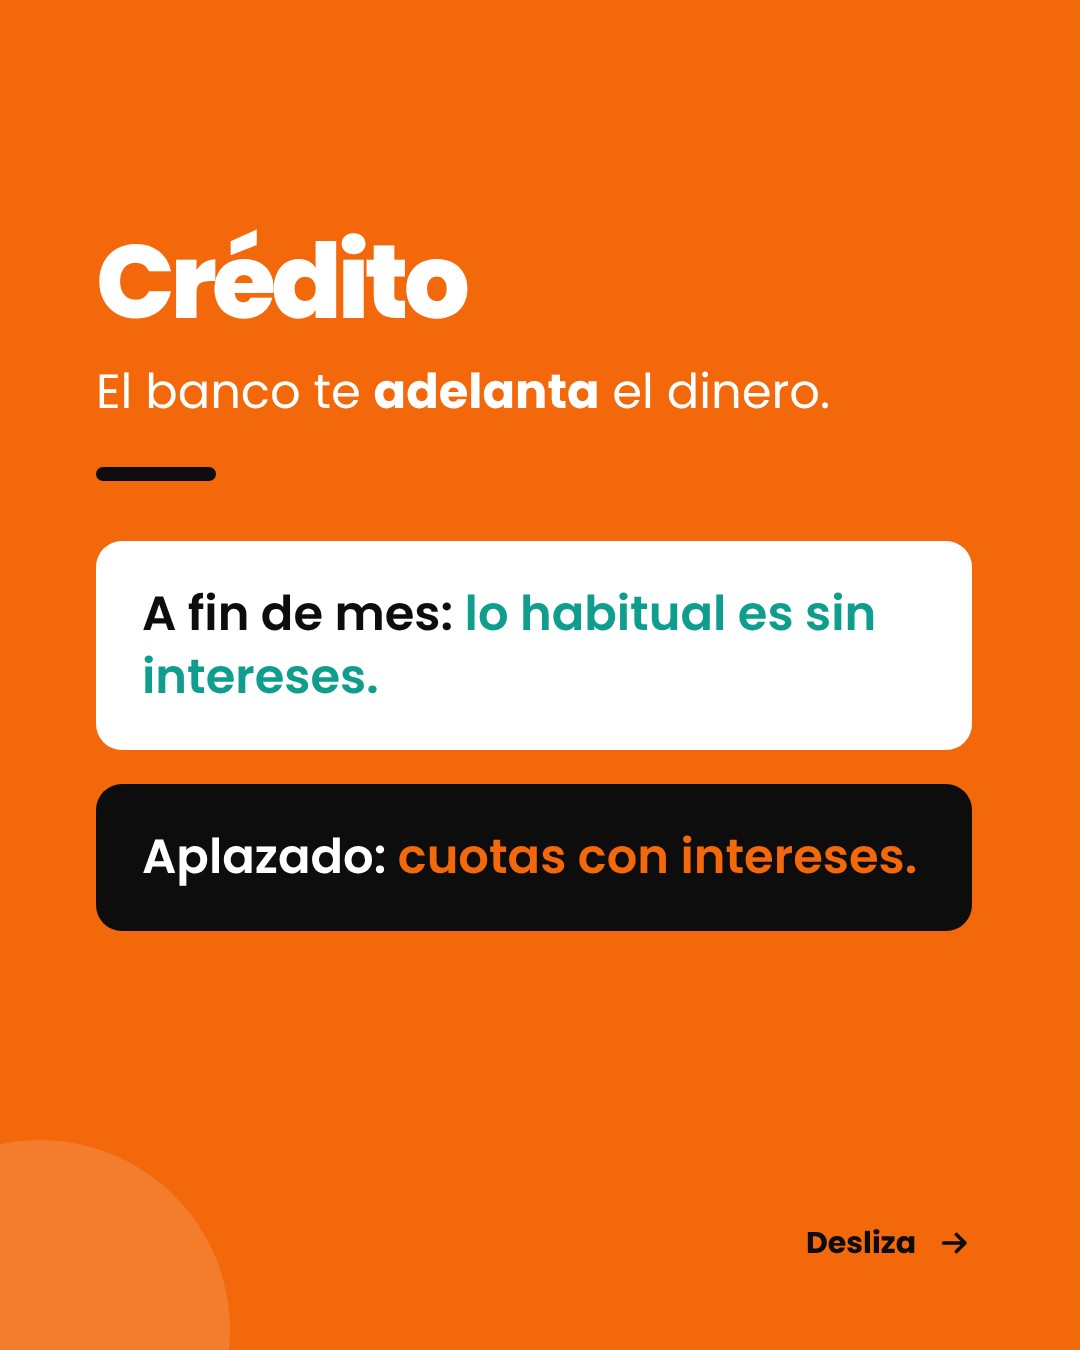 Crédito
El banco te adelanta el dinero.
A fin de mes: lo habitual es sin
intereses.
Aplazado: cuotas con intereses.
Desliza →